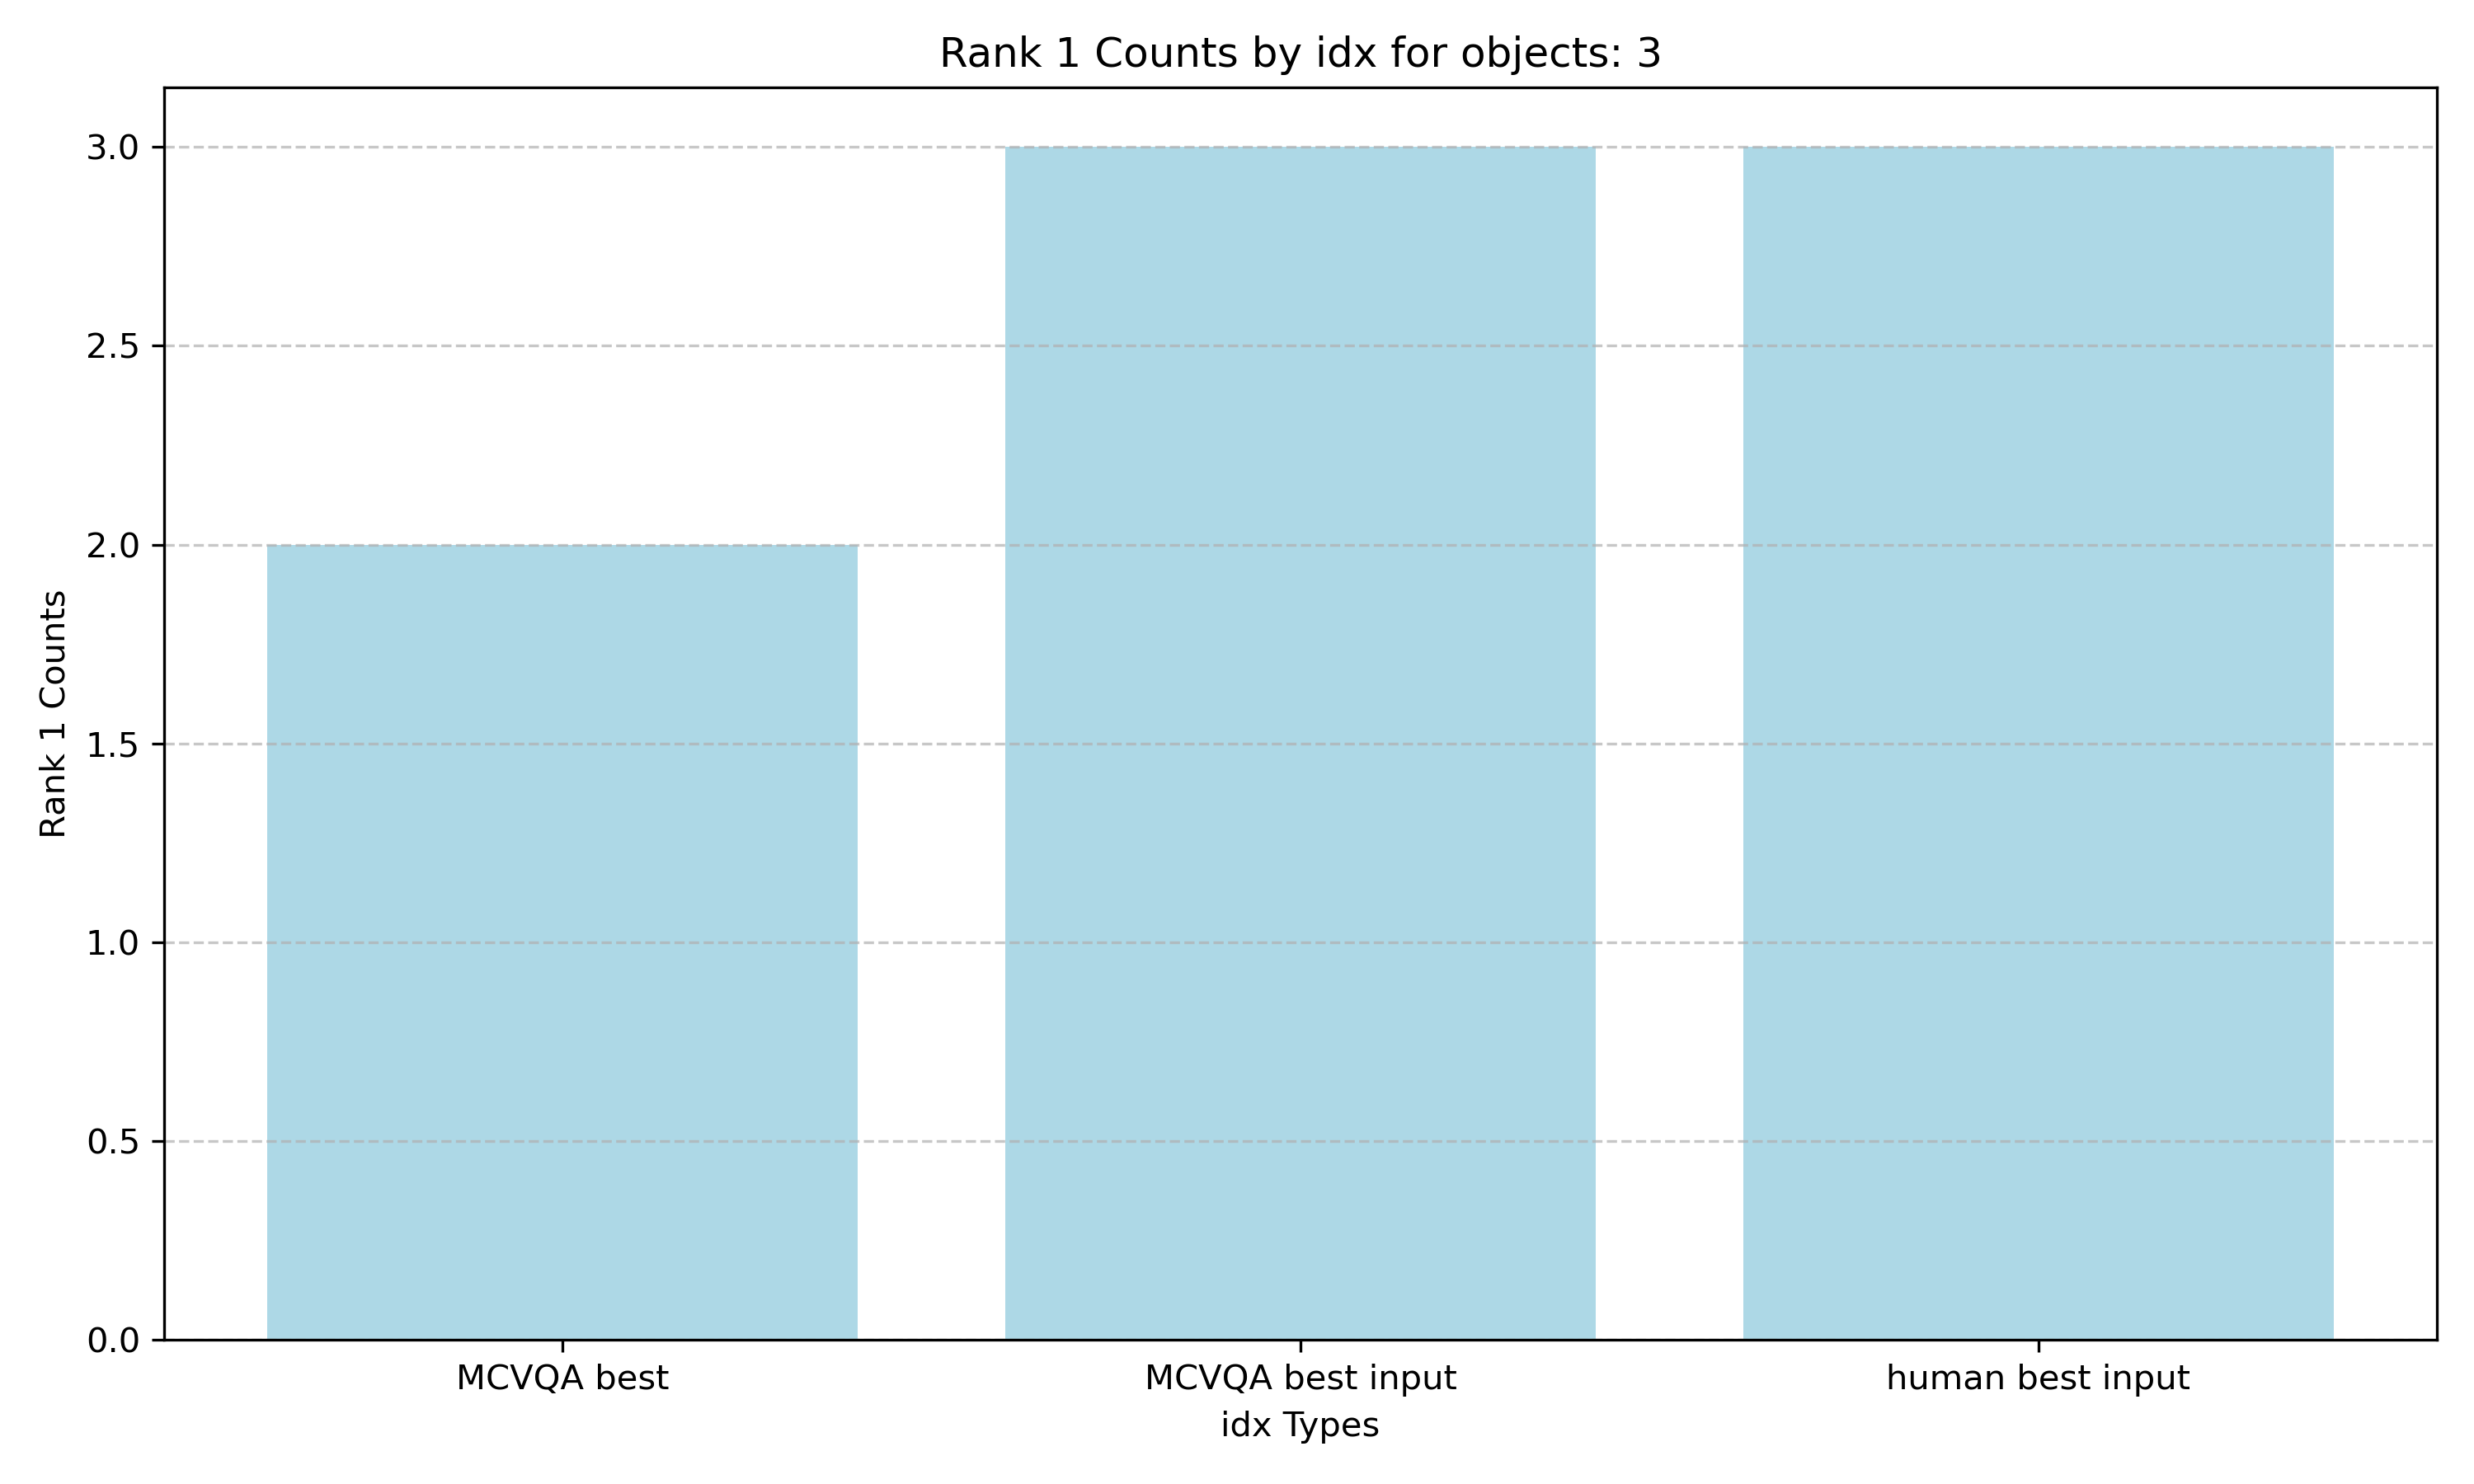 Rank 1 Counts by idx for objects: 3
3.0
2.5
2.0
1.5
1.0
0.5
0.0
Rank 1 Counts
MCVQA best
MCVQA best input
human best input
idx Types